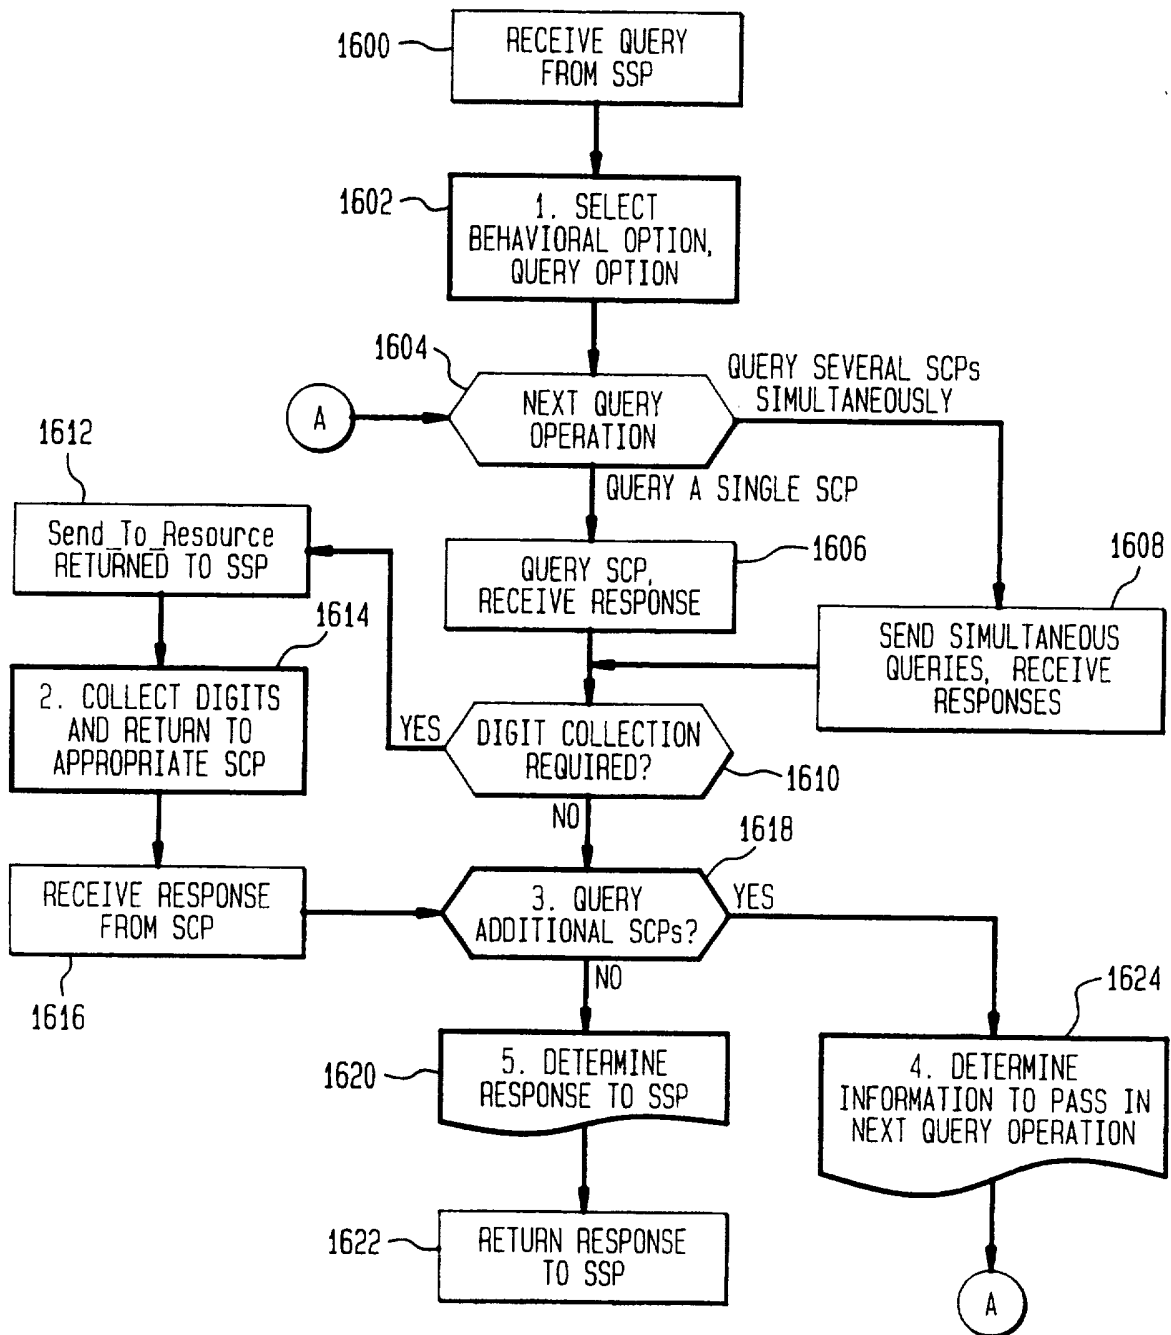 1600
RECEIVE QUERY
FROM SSP
1602
1. SELECT
BEHAVIORAL OPTION,
QUERY OPTION
1604
NEXT QUERY
OPERATION
QUERY SEVERAL SCPs
SIMULTANEOUSLY
A
QUERY A SINGLE SCP
1612
Send_To_Resource
RETURNED TO SSP
1606
QUERY SCP,
RECEIVE RESPONSE
1608
SEND SIMULTANEOUS
QUERIES, RECEIVE
RESPONSES
1614
2. COLLECT DIGITS
AND RETURN TO
APPROPRIATE SCP
YES
DIGIT COLLECTION
REQUIRED?
1610
NO
1618
RECEIVE RESPONSE
FROM SCP
1616
3. QUERY
ADDITIONAL SCPs?
YES
NO
1620
5. DETERMINE
RESPONSE TO SSP
1624
4. DETERMINE
INFORMATION TO PASS IN
NEXT QUERY OPERATION
1622
RETURN RESPONSE
TO SSP
A